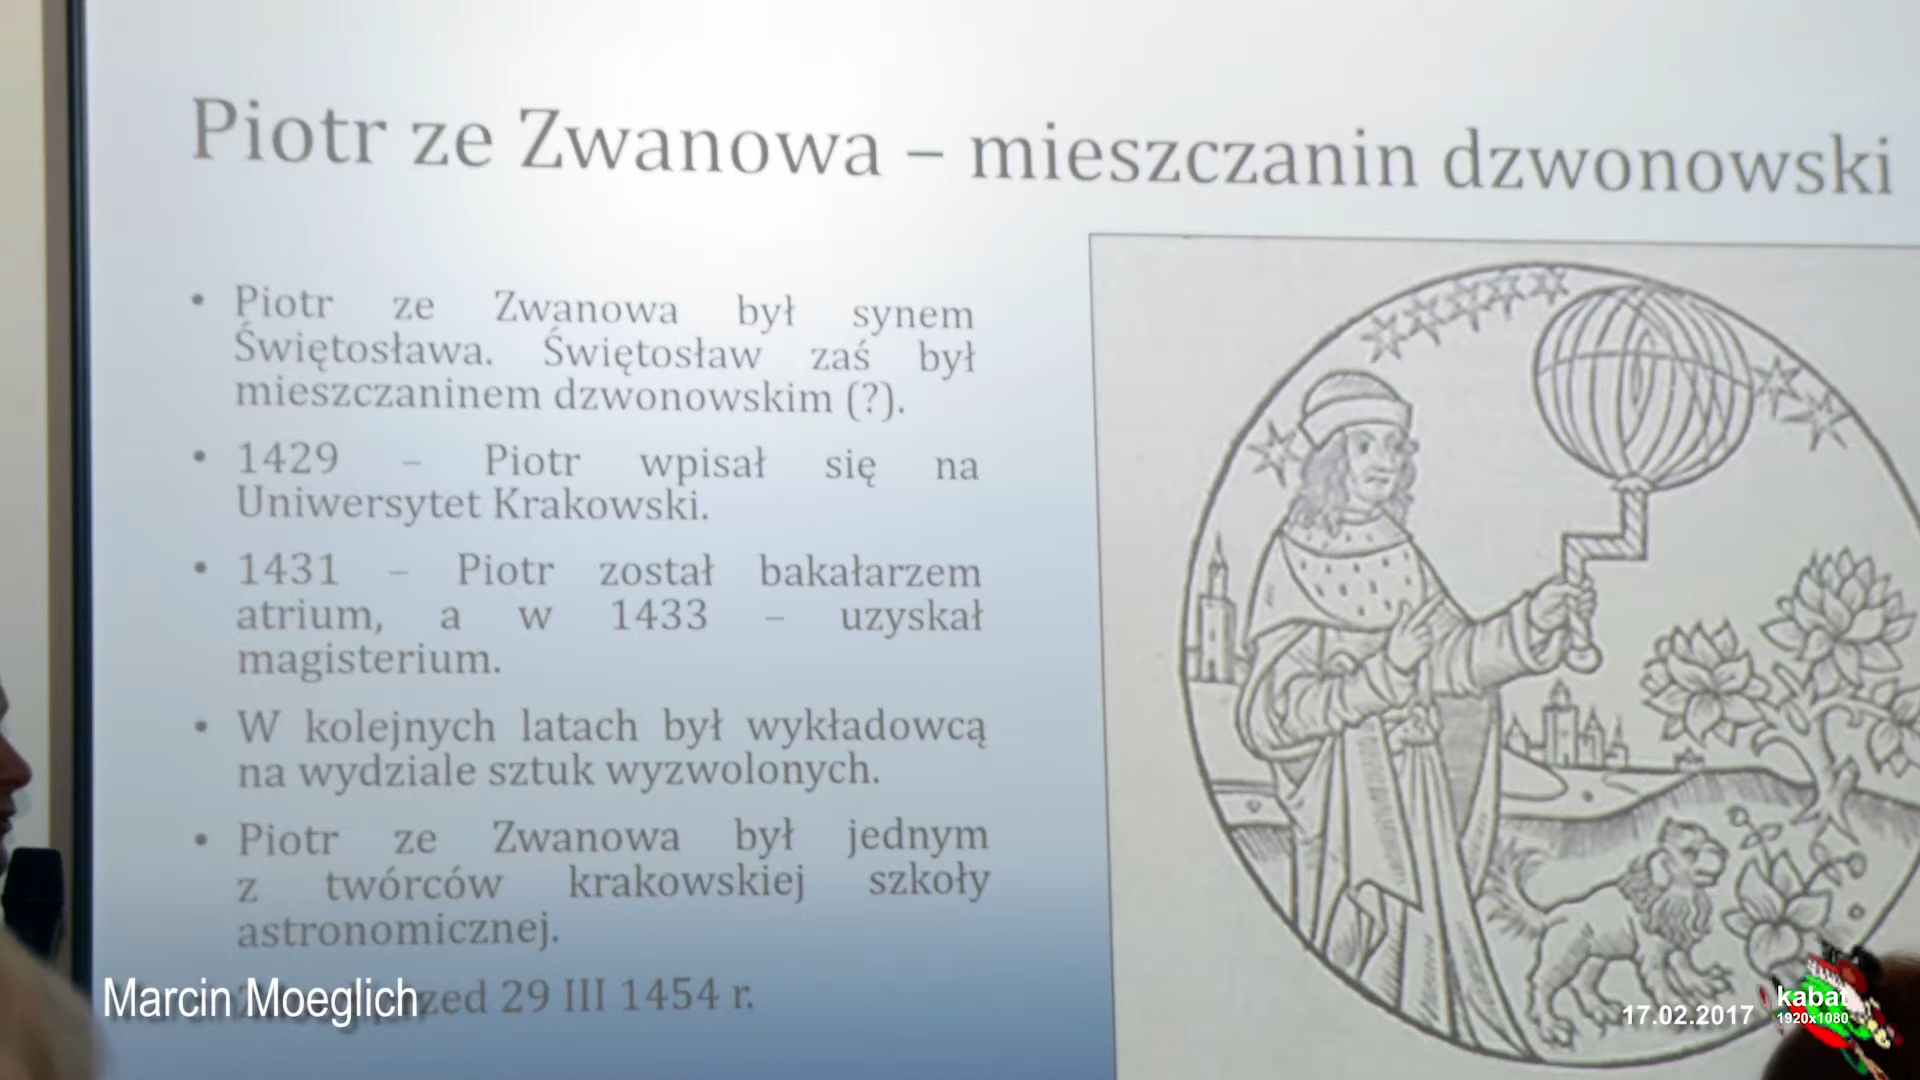 Piotr ze Zwanowa – mieszczanin dzwonowski
• Piotr ze Zwanowa był synem
Świętosława. Świętosław zaś był
mieszczaninem dzwonowskim (?).
• 1429 – Piotr wpisał się na
Uniwersytet Krakowski.
• 1431 – Piotr został bakałarzem
atrium, a w 1433 – uzyskał
magisterium.
• W kolejnych latach był wykładowcą
na wydziale sztuk wyzwolonych.
• Piotr ze Zwanowa był jednym
z twórców krakowskiej szkoły
astronomicznej.
29 III 1454 r.
Marcin Moeglich
17.02.2017
kabat
1920x1080